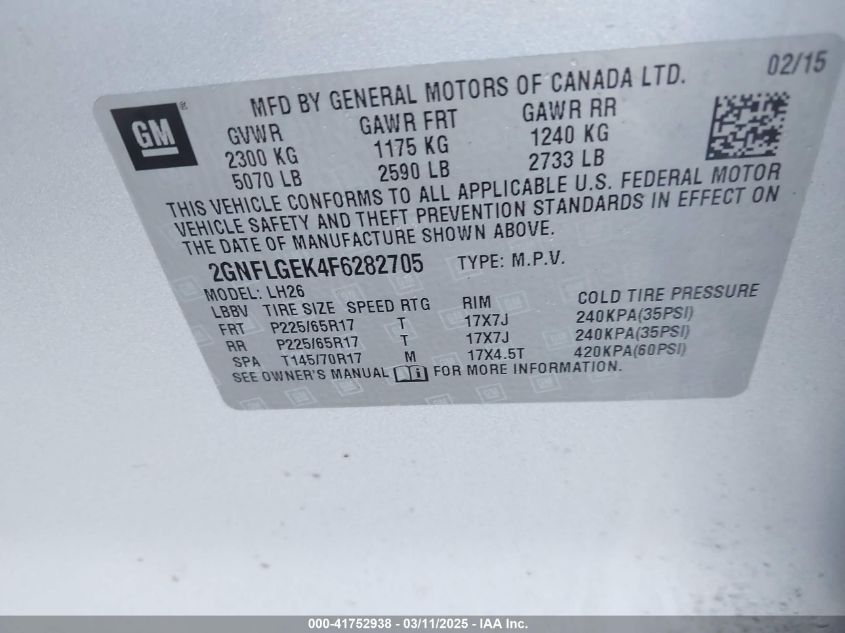 02/15
MFD BY GENERAL MOTORS OF CANADA LTD.
GM®
GVWR GAWR FRT GAWR RR
2300 KG 1175 KG 1240 KG
5070 LB 2590 LB 2733 LB
THIS VEHICLE CONFORMS TO ALL APPLICABLE U.S. FEDERAL MOTOR
VEHICLE SAFETY AND THEFT PREVENTION STANDARDS IN EFFECT ON
THE DATE OF MANUFACTURE SHOWN ABOVE.
2GNFLGEK4F6282705 TYPE: M.P.V.
MODEL: LH26
LBBV TIRE SIZE SPEED RTG RIM COLD TIRE PRESSURE
FRT P225/65R17 T 17X7J 240KPA(35PSI)
RR P225/65R17 T 17X7J 240KPA(35PSI)
SPA T145/70R17 M 17X4.5T 420KPA(60PSI)
SEE OWNER'S MANUAL i FOR MORE INFORMATION.
000-41752938 - 03/11/2025 - IAA Inc.